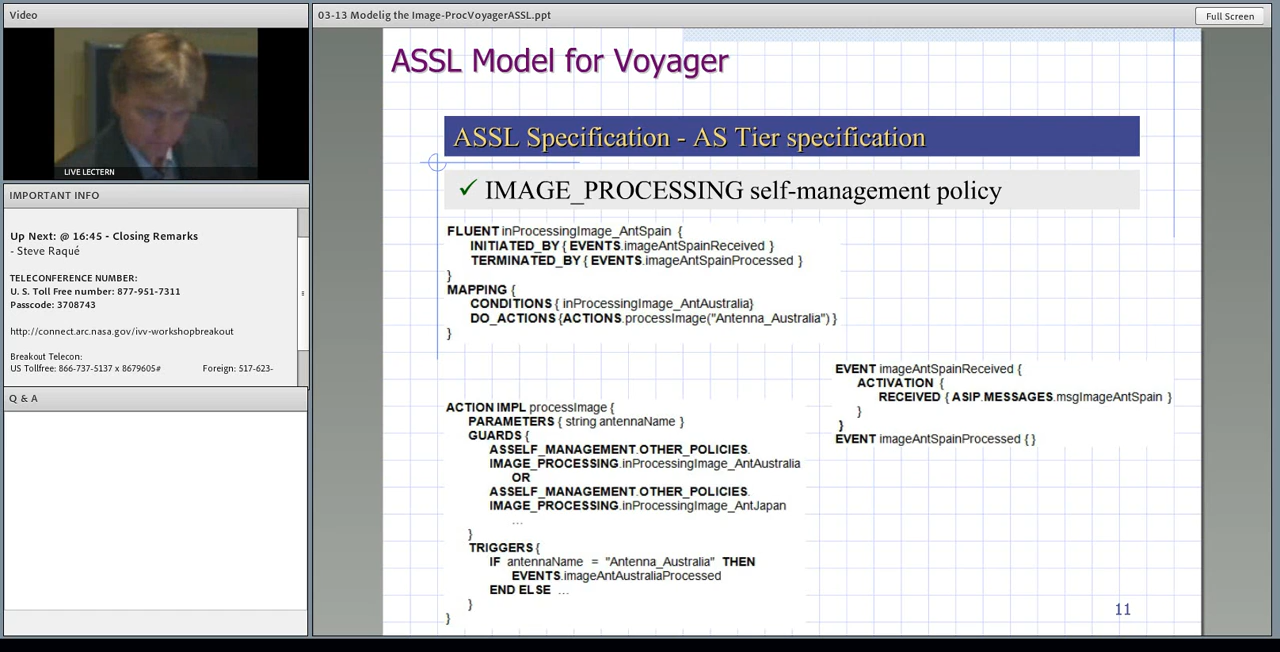 Video
LIVE LECTERN
IMPORTANT INFO
Up Next: @ 16:45 - Closing Remarks
- Steve Raqué
TELECONFERENCE NUMBER:
U. S. Toll Free number: 877-951-7311
Passcode: 3708743
http://connect.arc.nasa.gov/ivv-workshopbreakout
Breakout Telecon:
US Tollfree: 866-737-5137 x 8679605# Foreign: 517-623-
Q & A
03-13 Modelig the Image-ProcVoyagerASSL.ppt
Full Screen
ASSL Model for Voyager
ASSL Specification - AS Tier specification
✓ IMAGE_PROCESSING self-management policy
FLUENT inProcessingImage_AntSpain {
INITIATED_BY { EVENTS.imageAntSpainReceived }
TERMINATED_BY { EVENTS.imageAntSpainProcessed }
}
MAPPING {
CONDITIONS { inProcessingImage_AntAustralia}
DO_ACTIONS {ACTIONS.processImage("Antenna_Australia") }
}
EVENT imageAntSpainReceived {
ACTIVATION {
RECEIVED { ASIP.MESSAGES.msgImageAntSpain }
}
}
EVENT imageAntSpainProcessed { }
ACTION IMPL processImage {
PARAMETERS { string antennaName }
GUARDS {
ASSELF_MANAGEMENT.OTHER_POLICIES.
IMAGE_PROCESSING.inProcessingImage_AntAustralia
OR
ASSELF_MANAGEMENT.OTHER_POLICIES.
IMAGE_PROCESSING.inProcessingImage_AntJapan
...
}
TRIGGERS {
IF antennaName = "Antenna_Australia" THEN
EVENTS.imageAntAustraliaProcessed
END ELSE ...
}
}
11